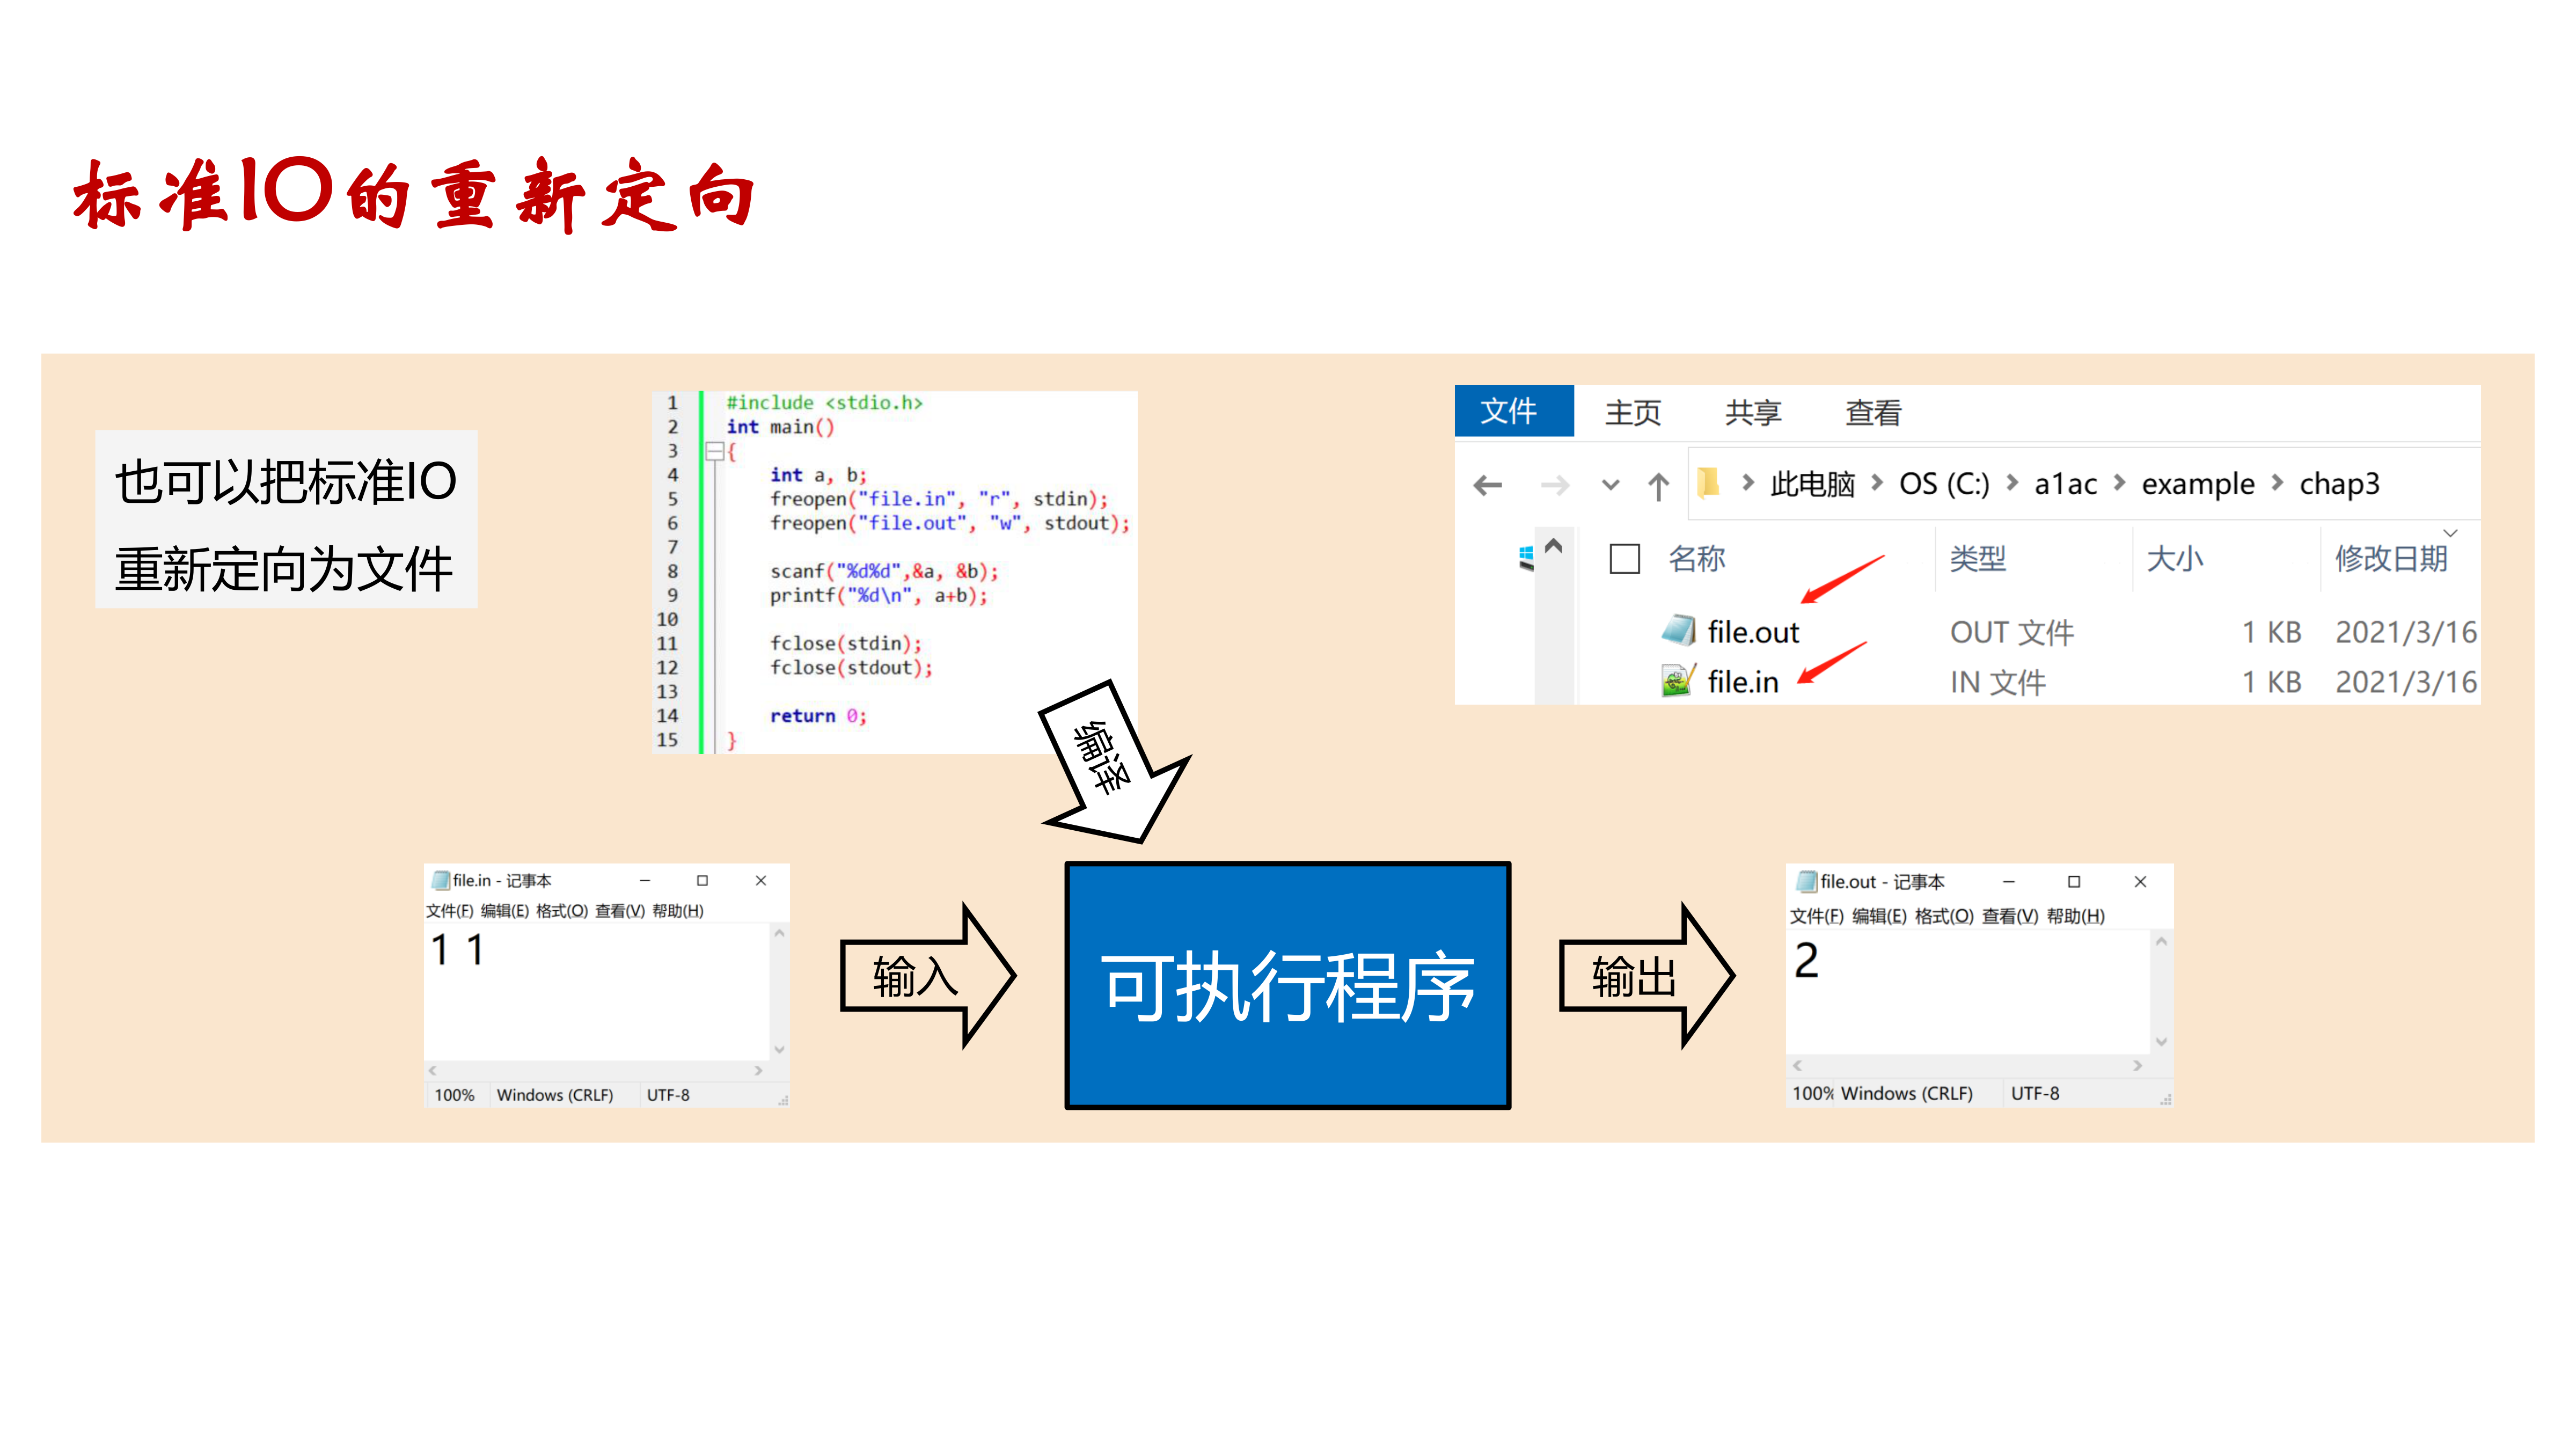 标准IO的重新定向
也可以把标准IO
重新定向为文件
1 #include <stdio.h>
2 int main()
3 {
4 int a, b;
5 freopen("file.in", "r", stdin);
6 freopen("file.out", "w", stdout);
7
8 scanf("%d%d",&a, &b);
9 printf("%d\n", a+b);
10
11 fclose(stdin);
12 fclose(stdout);
13
14 return 0;
15 }
文件 主页 共享 查看
此电脑 > OS (C:) > a1ac > example > chap3
名称 类型 大小 修改日期
file.out OUT 文件 1 KB 2021/3/16
file.in IN 文件 1 KB 2021/3/16
编译
file.in - 记事本
文件(F) 编辑(E) 格式(O) 查看(V) 帮助(H)
1 1
100% Windows (CRLF) UTF-8
输入
可执行程序
输出
file.out - 记事本
文件(F) 编辑(E) 格式(O) 查看(V) 帮助(H)
2
100% Windows (CRLF) UTF-8